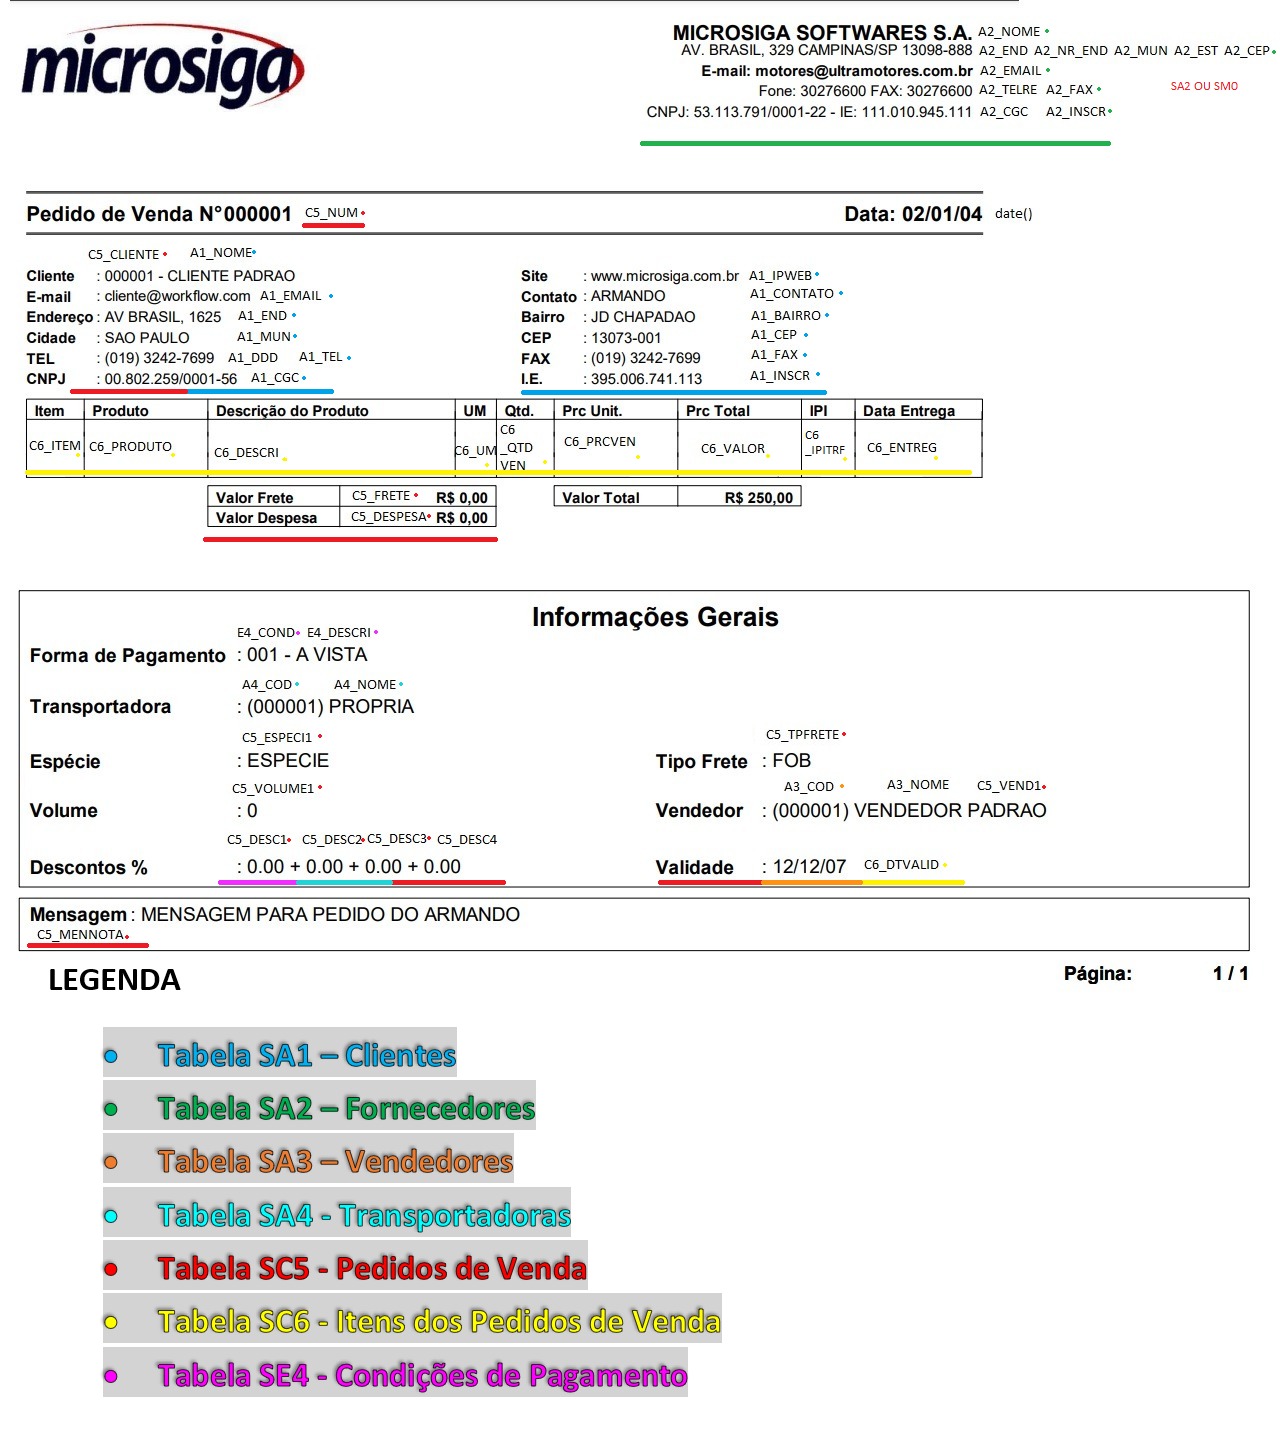 microsiga
MICROSIGA SOFTWARES S.A. A2_NOME
AV. BRASIL, 329 CAMPINAS/SP 13098-888 A2_END A2_NR_END A2_MUN A2_EST A2_CEP
E-mail: motores@ultramotores.com.br A2_EMAIL
Fone: 30276600 FAX: 30276600 A2_TELRE A2_FAX SA2 OU SM0
CNPJ: 53.113.791/0001-22 - IE: 111.010.945.111 A2_CGC A2_INSCR
Pedido de Venda N°000001 C5_NUM Data: 02/01/04 date()
C5_CLIENTE A1_NOME
Cliente : 000001 - CLIENTE PADRAO Site : www.microsiga.com.br A1_IPWEB
E-mail : cliente@workflow.com A1_EMAIL Contato : ARMANDO A1_CONTATO
Endereço : AV BRASIL, 1625 A1_END Bairro : JD CHAPADAO A1_BAIRRO
Cidade : SAO PAULO A1_MUN CEP : 13073-001 A1_CEP
TEL : (019) 3242-7699 A1_DDD A1_TEL FAX : (019) 3242-7699 A1_FAX
CNPJ : 00.802.259/0001-56 A1_CGC I.E. : 395.006.741.113 A1_INSCR
Item Produto Descrição do Produto UM Qtd. Prc Unit. Prc Total IPI Data Entrega
C6_ITEM C6_PRODUTO C6_DESCRI C6_UM C6_QTDVEN C6_PRCVEN C6_VALOR C6_IPITRF C6_ENTREG
Valor Frete C5_FRETE R$ 0,00 Valor Total R$ 250,00
Valor Despesa C5_DESPESA R$ 0,00
Informações Gerais
E4_COND E4_DESCRI
Forma de Pagamento : 001 - A VISTA
A4_COD A4_NOME
Transportadora : (000001) PROPRIA
C5_ESPECI1 C5_TPFRETE
Espécie : ESPECIE Tipo Frete : FOB
C5_VOLUME1 A3_COD A3_NOME C5_VEND1
Volume : 0 Vendedor : (000001) VENDEDOR PADRAO
C5_DESC1 C5_DESC2 C5_DESC3 C5_DESC4
Descontos % : 0.00 + 0.00 + 0.00 + 0.00 Validade : 12/12/07 C6_DTVALID
Mensagem : MENSAGEM PARA PEDIDO DO ARMANDO
C5_MENNOTA
LEGENDA Página: 1 / 1
• Tabela SA1 – Clientes
• Tabela SA2 – Fornecedores
• Tabela SA3 – Vendedores
• Tabela SA4 - Transportadoras
• Tabela SC5 - Pedidos de Venda
• Tabela SC6 - Itens dos Pedidos de Venda
• Tabela SE4 - Condições de Pagamento